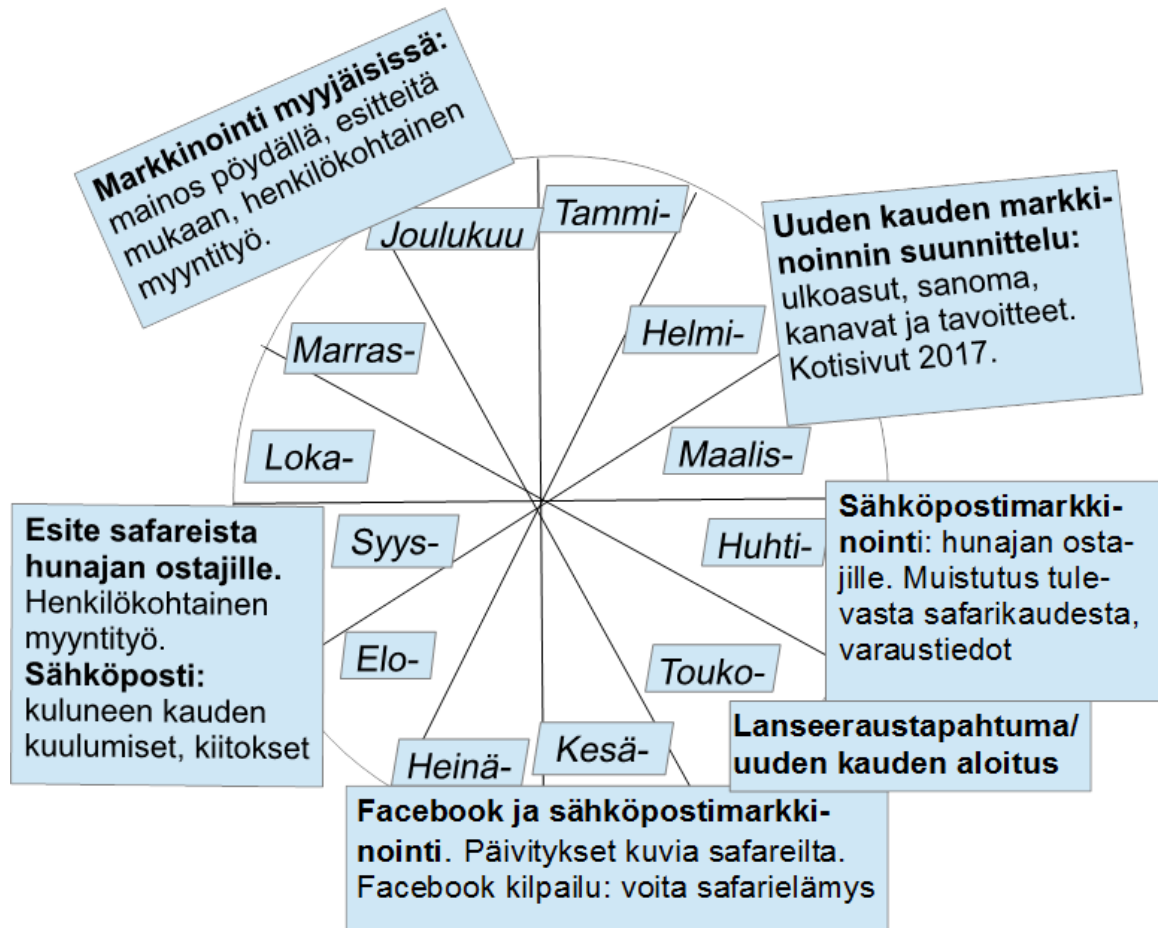 Markkinointi myyjäisissä:
mainos pöydällä, esitteitä
mukaan, henkilökohtainen
myyntityö.
Joulukuu
Tammi-
Uuden kauden markki-
noinnin suunnittelu:
ulkoasut, sanoma,
kanavat ja tavoitteet.
Kotisivut 2017.
Helmi-
Marras-
Maalis-
Loka-
Esite safareista
hunajan ostajille.
Henkilökohtainen
myyntityö.
Sähköposti:
kuluneen kauden
kuulumiset, kiitokset
Syys-
Huhti-
Sähköpostimarkki-
nointi: hunajan osta-
jille. Muistutus tule-
vasta safarikaudesta,
varaustiedot
Elo-
Touko-
Lanseeraustapahtuma/
uuden kauden aloitus
Heinä-
Kesä-
Facebook ja sähköpostimarkki-
nointi. Päivitykset kuvia safareilta.
Facebook kilpailu: voita safarielämys